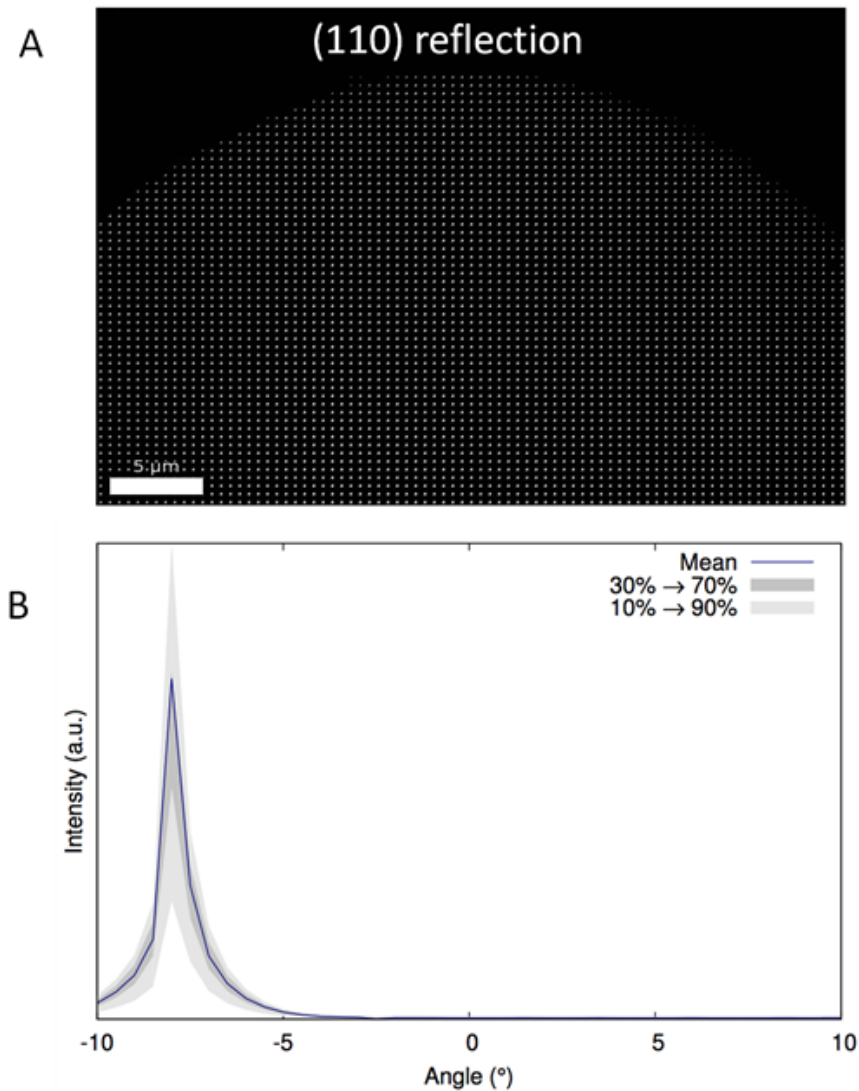 A
(110) reflection
5 μm
B
Mean
30% → 70%
10% → 90%
Intensity (a.u.)
-10
-5
0
5
10
Angle (°)